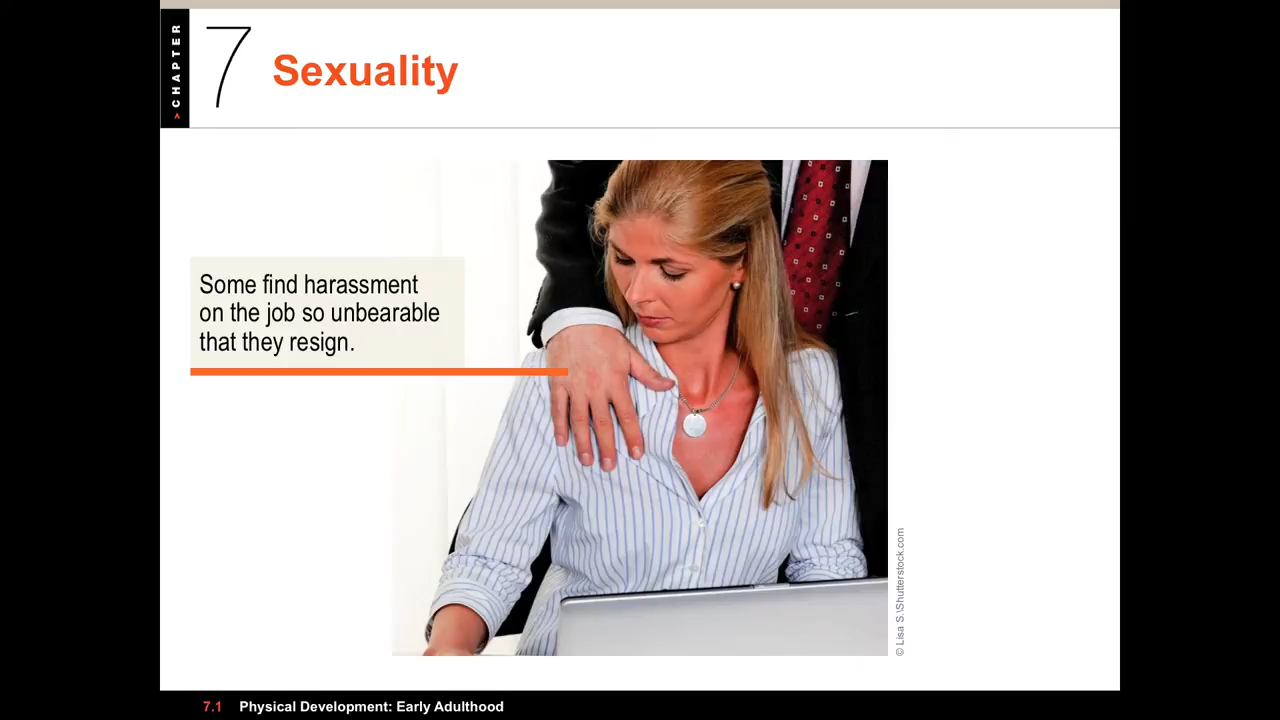 > CHAPTER
7
Sexuality
Some find harassment
on the job so unbearable
that they resign.
© Lisa S.\Shutterstock.com
7.1 Physical Development: Early Adulthood